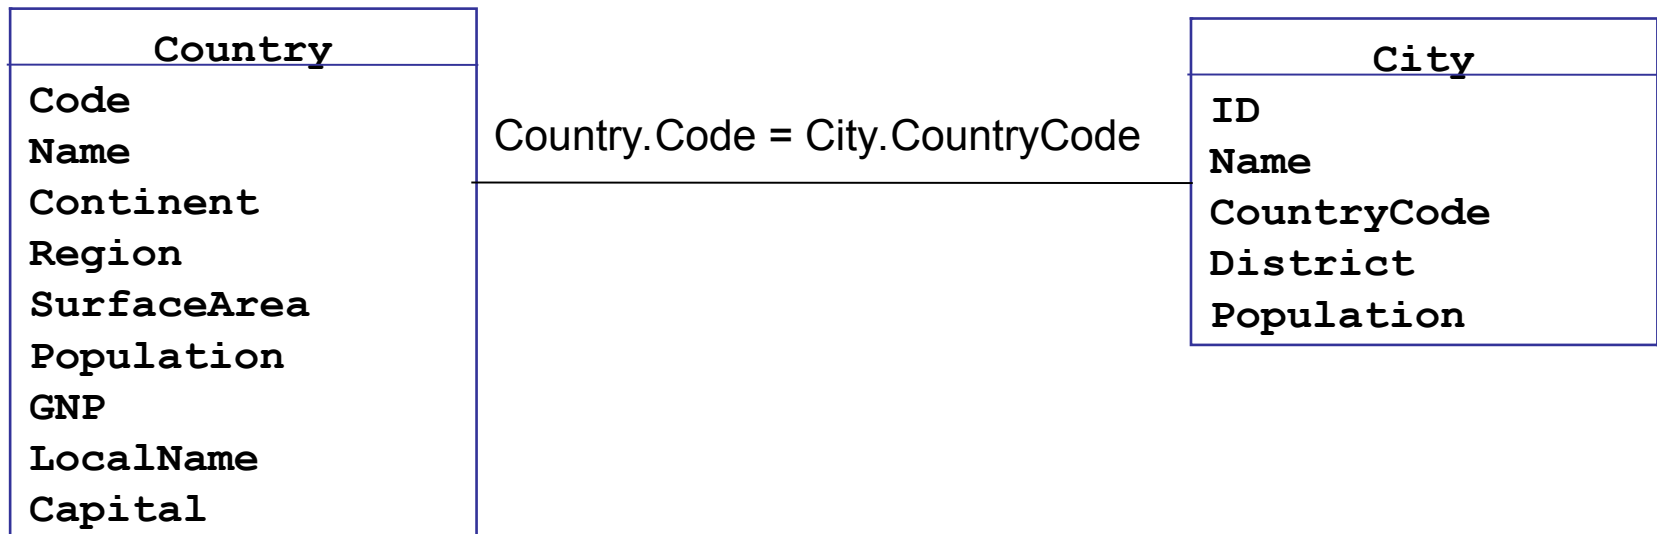 Country
Code
Name
Continent
Region
SurfaceArea
Population
GNP
LocalName
Capital
Country.Code = City.CountryCode
City
ID
Name
CountryCode
District
Population